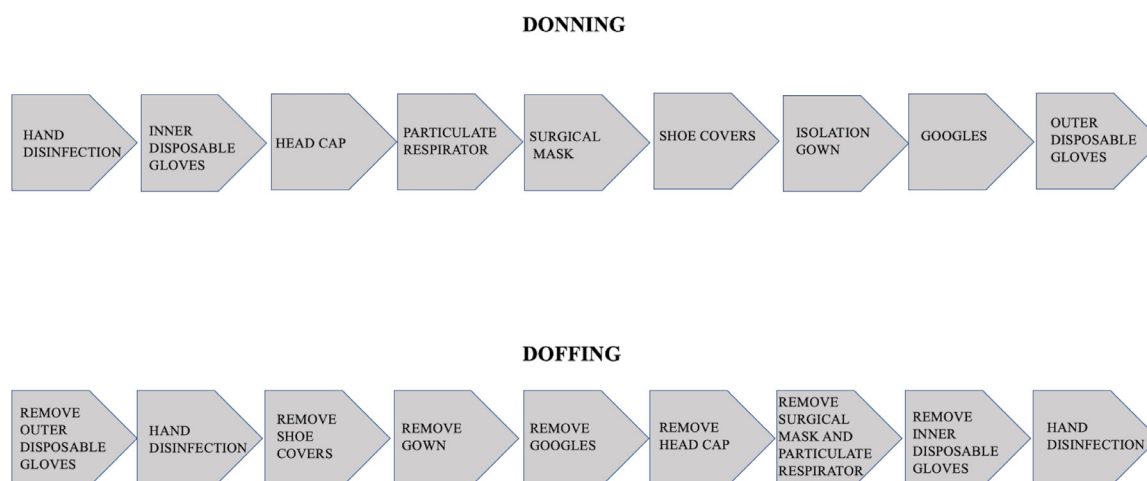 DONNING
HAND
DISINFECTION
INNER
DISPOSABLE
GLOVES
HEAD CAP
PARTICULATE
RESPIRATOR
SURGICAL
MASK
SHOE COVERS
ISOLATION
GOWN
GOOGLES
OUTER
DISPOSABLE
GLOVES
DOFFING
REMOVE
OUTER
DISPOSABLE
GLOVES
HAND
DISINFECTION
REMOVE
SHOE
COVERS
REMOVE
GOWN
REMOVE
GOOGLES
REMOVE
HEAD CAP
REMOVE
SURGICAL
MASK AND
PARTICULATE
RESPIRATOR
REMOVE
INNER
DISPOSABLE
GLOVES
HAND
DISINFECTION